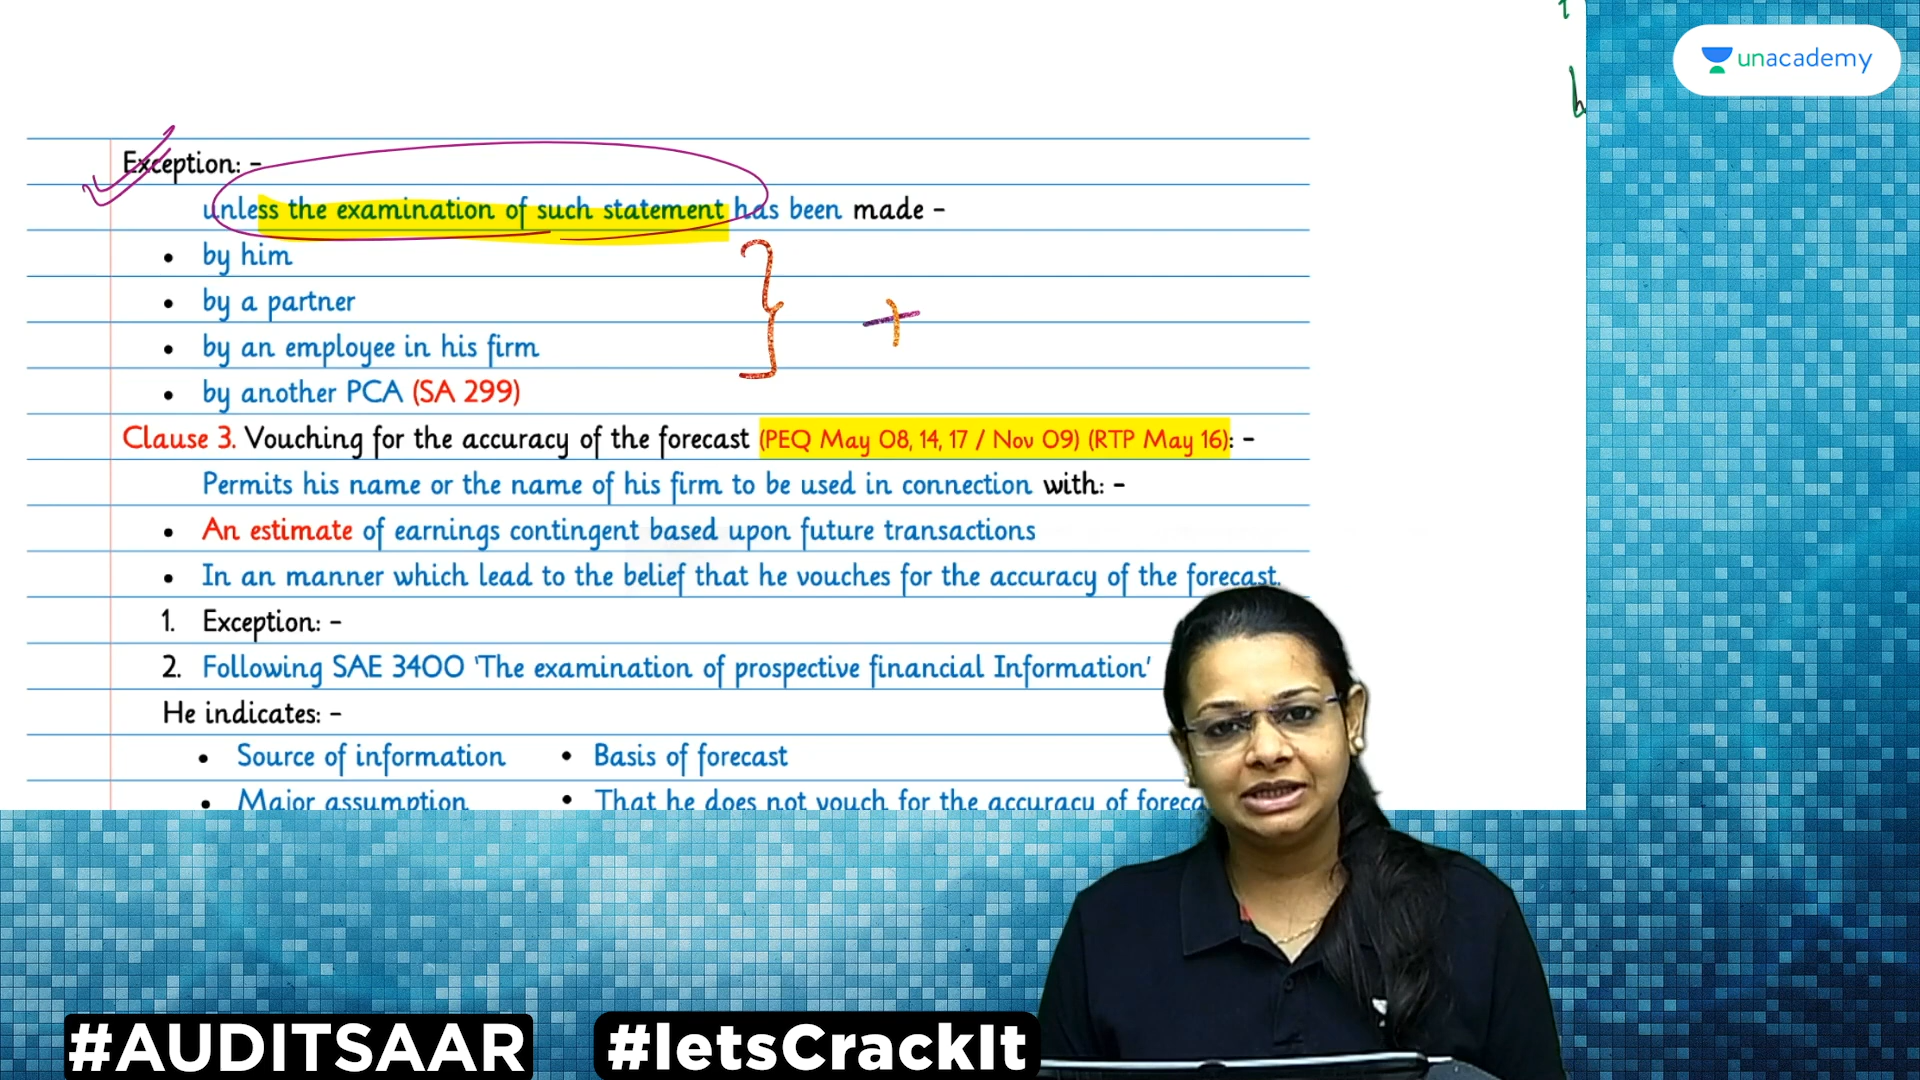 unacademy
Exception: -
unless the examination of such statement has been made -
• by him
• by a partner
• by an employee in his firm
• by another PCA (SA 299)
Clause 3. Vouching for the accuracy of the forecast (PEQ May 08, 14, 17 / Nov 09) (RTP May 16): -
Permits his name or the name of his firm to be used in connection with: -
• An estimate of earnings contingent based upon future transactions
• In an manner which lead to the belief that he vouches for the accuracy of the forecast.
1. Exception: -
2. Following SAE 3400 'The examination of prospective financial Information'
He indicates: -
• Source of information • Basis of forecast
• Major assumption • That he does not vouch for the accuracy of
#AUDITSAAR #letsCrackIt